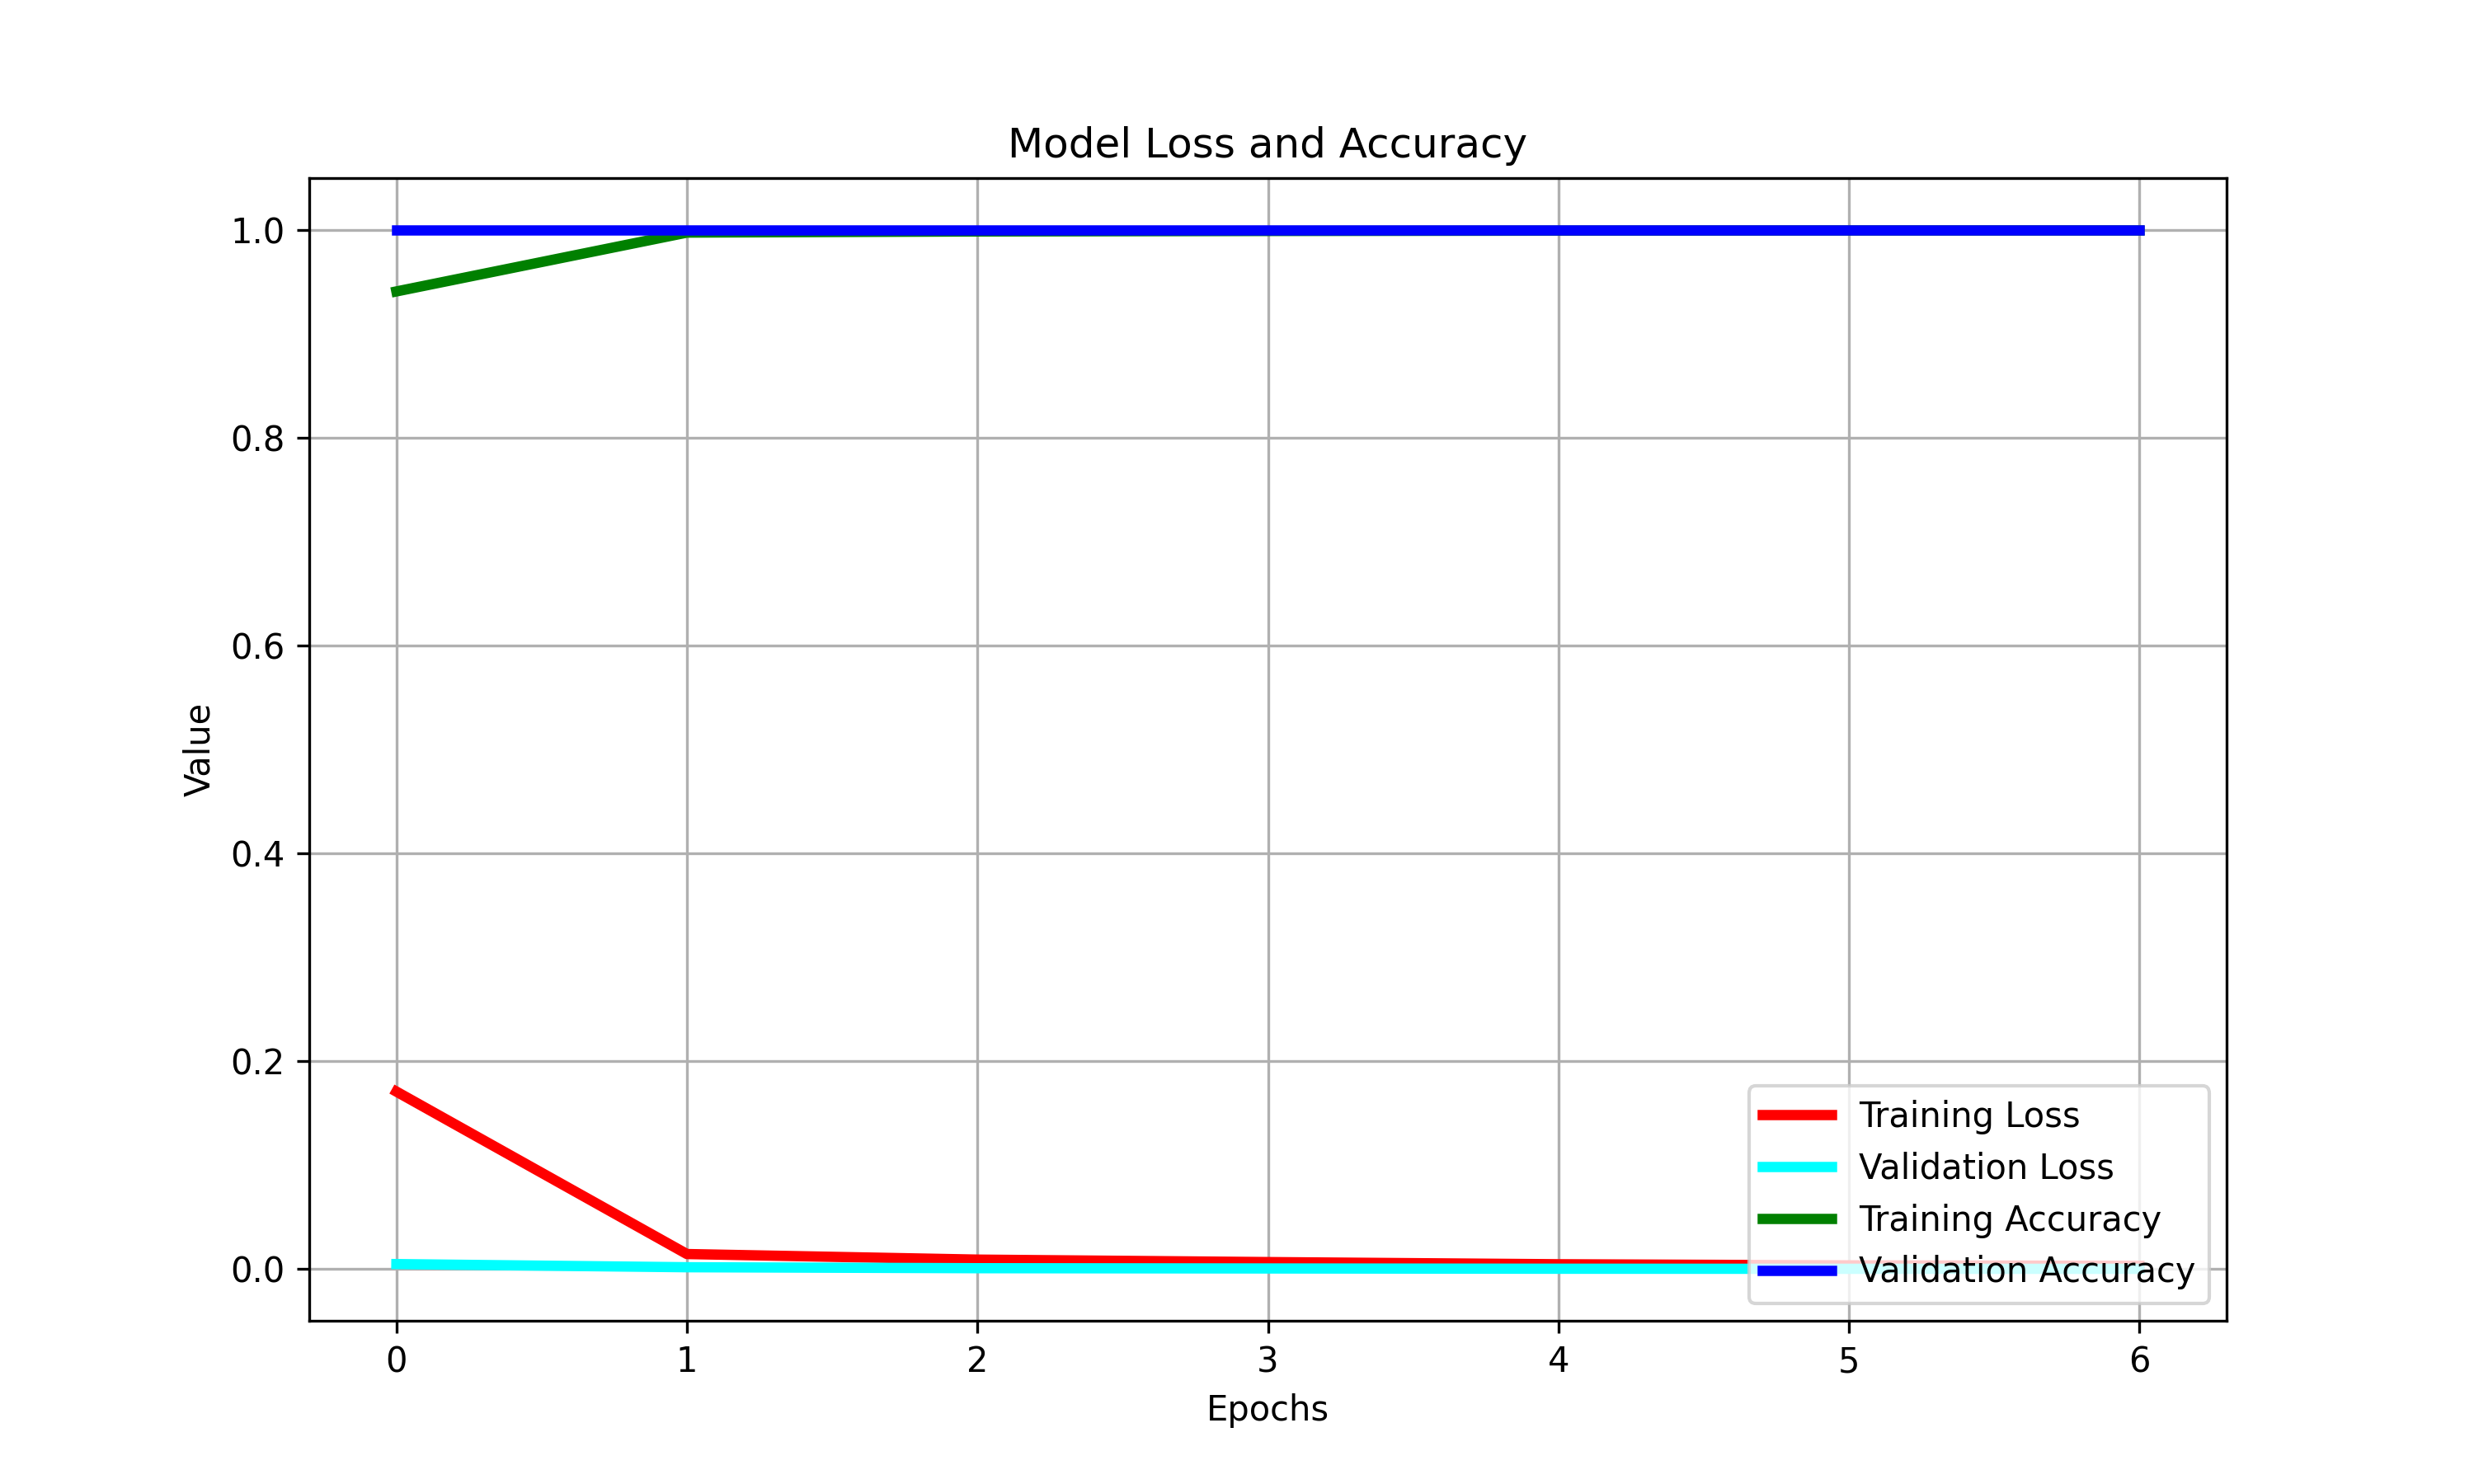 Model Loss and Accuracy
1.0
0.8
0.6
0.4
0.2
0.0
Value
Training Loss
Validation Loss
Training Accuracy
Validation Accuracy
0 1 2 3 4 5 6
Epochs